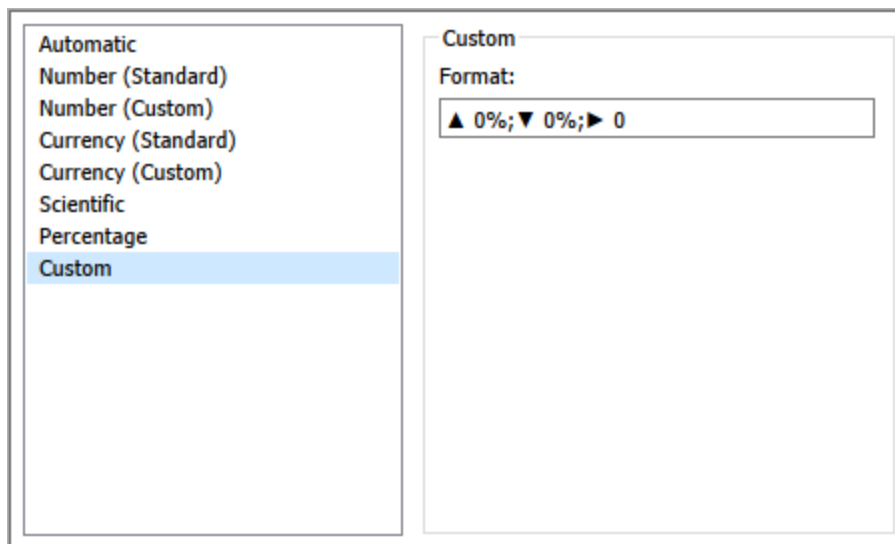 Automatic
Number (Standard)
Number (Custom)
Currency (Standard)
Currency (Custom)
Scientific
Percentage
Custom
Custom
Format:
▲ 0%;▼ 0%;► 0